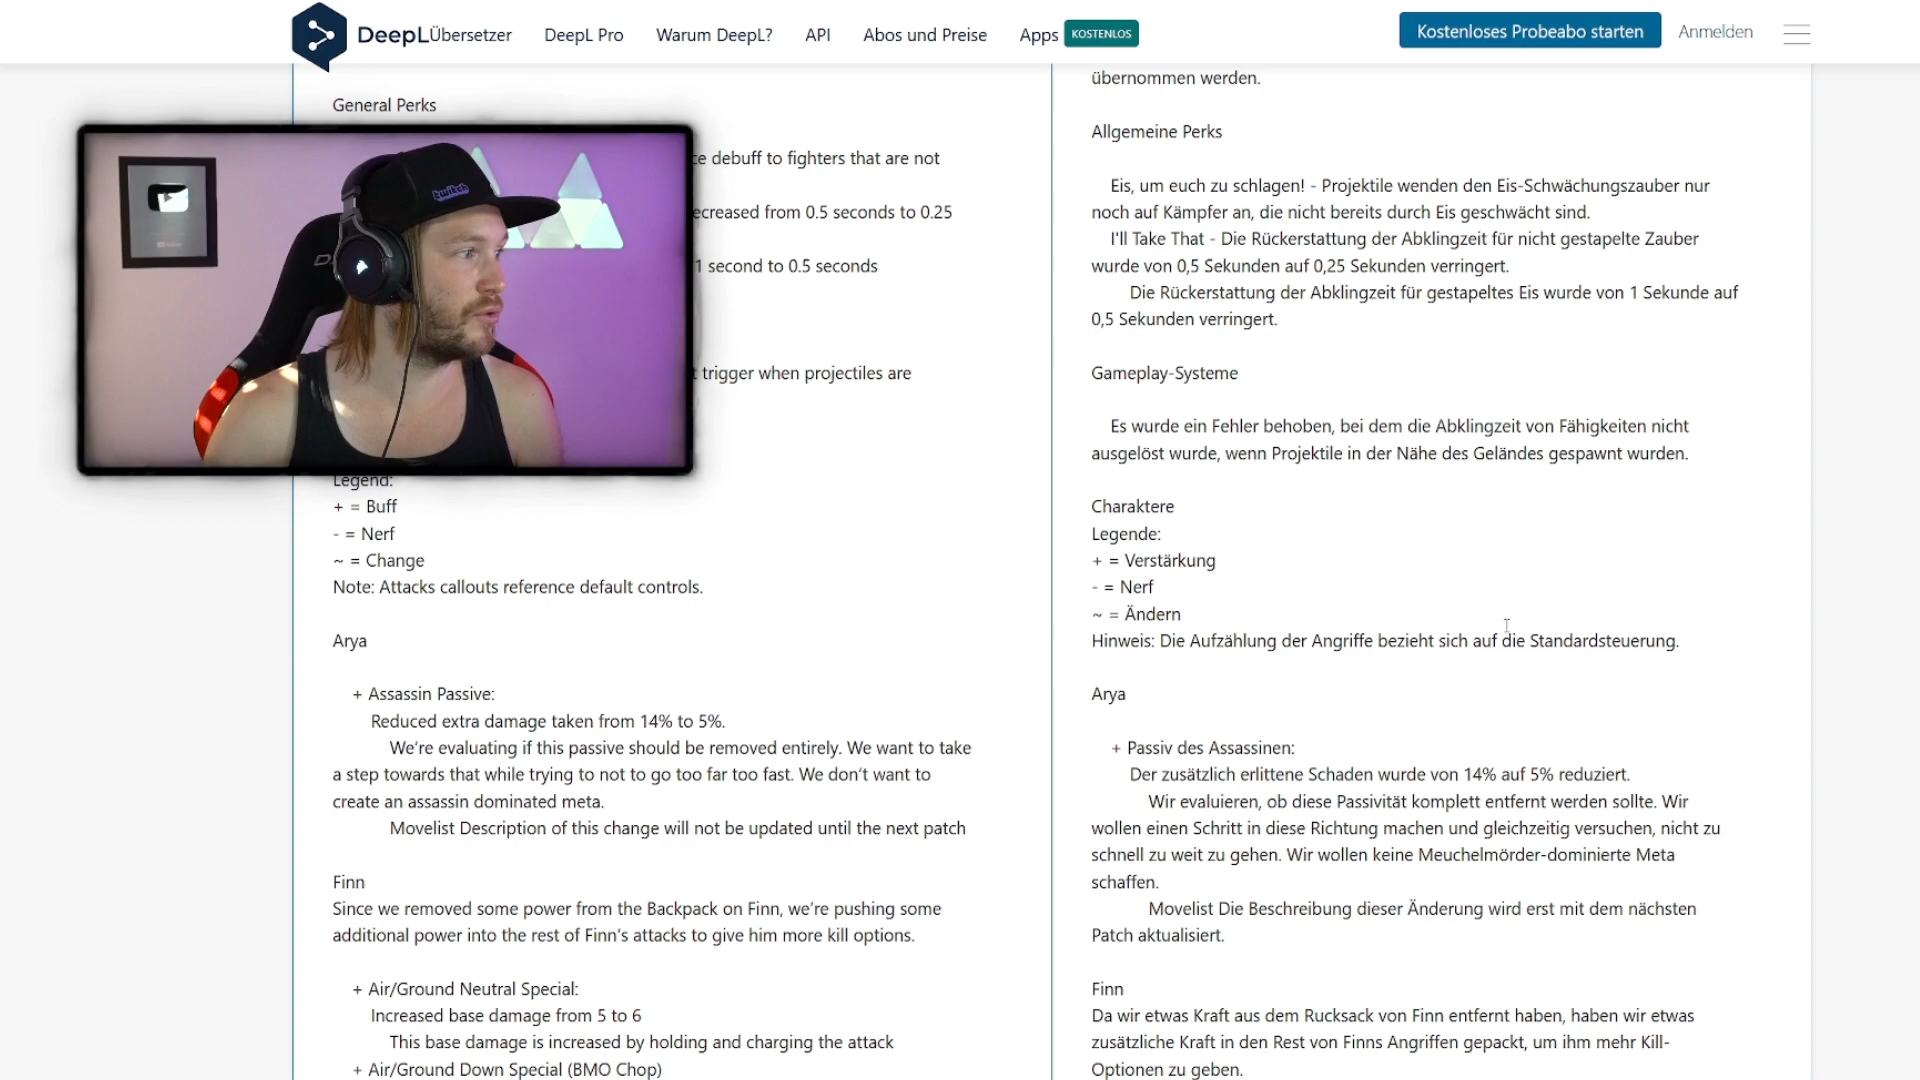 DeepL Übersetzer DeepL Pro Warum DeepL? API Abos und Preise Apps KOSTENLOS Kostenloses Probeabo starten Anmelden
General Perks
ce debuff to fighters that are not
ecreased from 0.5 seconds to 0.25
1 second to 0.5 seconds
t trigger when projectiles are
twitch
Legend:
+ = Buff
- = Nerf
~ = Change
Note: Attacks callouts reference default controls.
Arya
+ Assassin Passive:
Reduced extra damage taken from 14% to 5%.
We're evaluating if this passive should be removed entirely. We want to take
a step towards that while trying to not to go too far too fast. We don't want to
create an assassin dominated meta.
Movelist Description of this change will not be updated until the next patch
Finn
Since we removed some power from the Backpack on Finn, we're pushing some
additional power into the rest of Finn's attacks to give him more kill options.
+ Air/Ground Neutral Special:
Increased base damage from 5 to 6
This base damage is increased by holding and charging the attack
+ Air/Ground Down Special (BMO Chop)
übernommen werden.
Allgemeine Perks
Eis, um euch zu schlagen! - Projektile wenden den Eis-Schwächungszauber nur
noch auf Kämpfer an, die nicht bereits durch Eis geschwächt sind.
I'll Take That - Die Rückerstattung der Abklingzeit für nicht gestapelte Zauber
wurde von 0,5 Sekunden auf 0,25 Sekunden verringert.
Die Rückerstattung der Abklingzeit für gestapeltes Eis wurde von 1 Sekunde auf
0,5 Sekunden verringert.
Gameplay-Systeme
Es wurde ein Fehler behoben, bei dem die Abklingzeit von Fähigkeiten nicht
ausgelöst wurde, wenn Projektile in der Nähe des Geländes gespawnt wurden.
Charaktere
Legende:
+ = Verstärkung
- = Nerf
~ = Ändern
Hinweis: Die Aufzählung der Angriffe bezieht sich auf die Standardsteuerung.
Arya
+ Passiv des Assassinen:
Der zusätzlich erlittene Schaden wurde von 14% auf 5% reduziert.
Wir evaluieren, ob diese Passivität komplett entfernt werden sollte. Wir
wollen einen Schritt in diese Richtung machen und gleichzeitig versuchen, nicht zu
schnell zu weit zu gehen. Wir wollen keine Meuchelmörder-dominierte Meta
schaffen.
Movelist Die Beschreibung dieser Änderung wird erst mit dem nächsten
Patch aktualisiert.
Finn
Da wir etwas Kraft aus dem Rucksack von Finn entfernt haben, haben wir etwas
zusätzliche Kraft in den Rest von Finns Angriffen gepackt, um ihm mehr Kill-
Optionen zu geben.